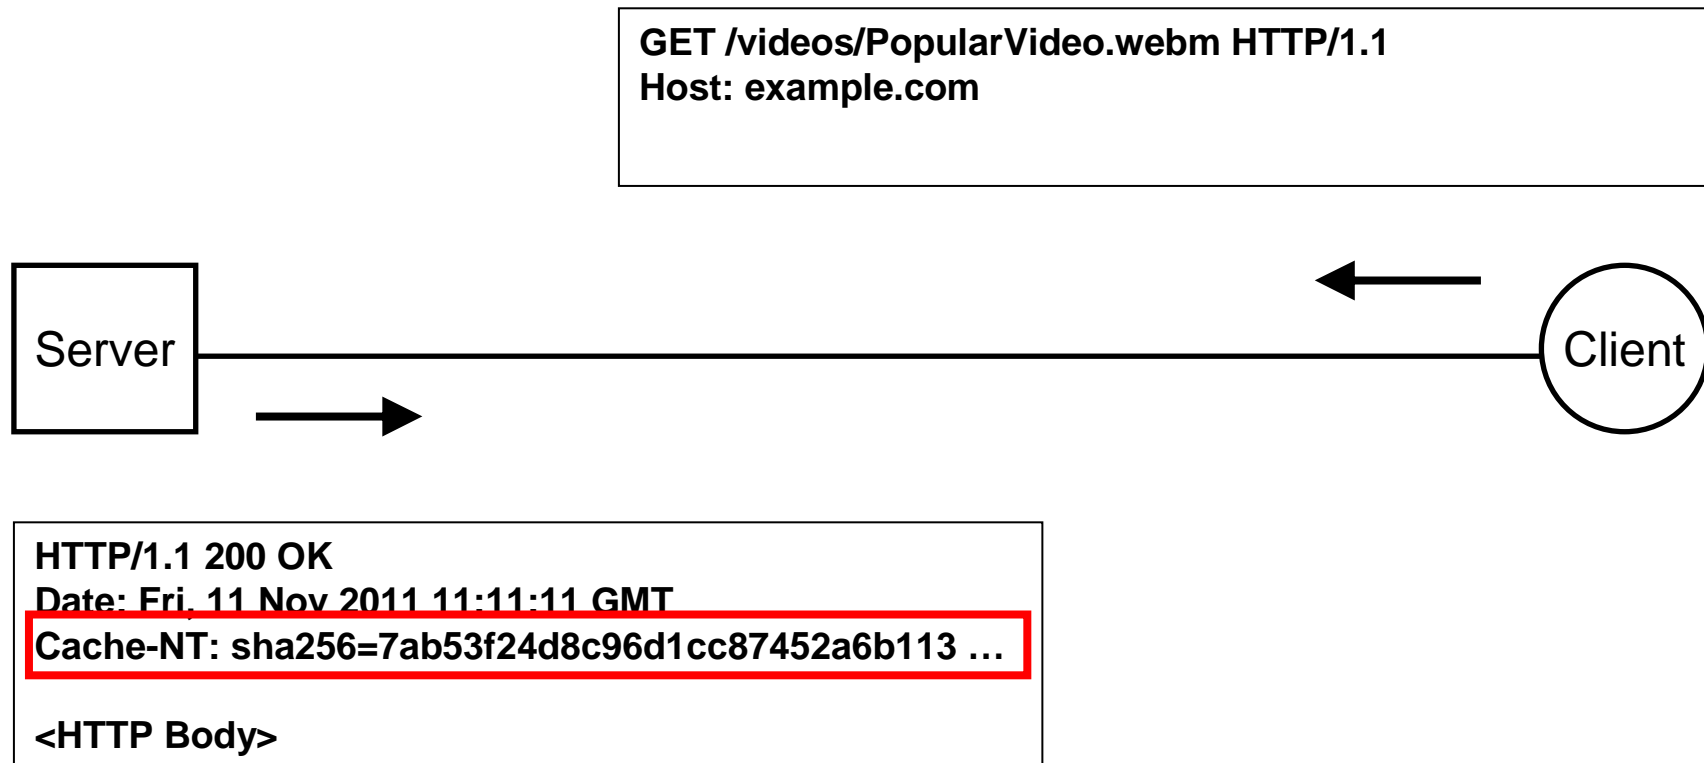 GET /videos/PopularVideo.webm HTTP/1.1
Host: example.com
Server
Client
HTTP/1.1 200 OK
Date: Fri, 11 Nov 2011 11:11:11 GMT
Cache-NT: sha256=7ab53f24d8c96d1cc87452a6b113 …
<HTTP Body>